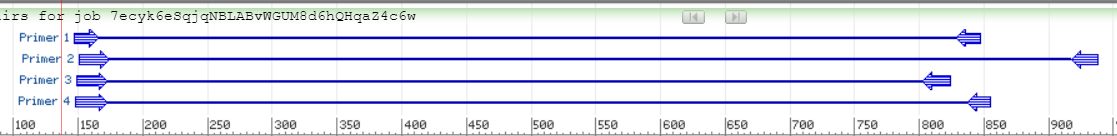 irs for job 7ecyk6eSqjqNBLABvWGUM8d6hQHqaZ4c6w
Primer 1
Primer 2
Primer 3
Primer 4
100 150 200 250 300 350 400 450 500 550 600 650 700 750 800 850 900